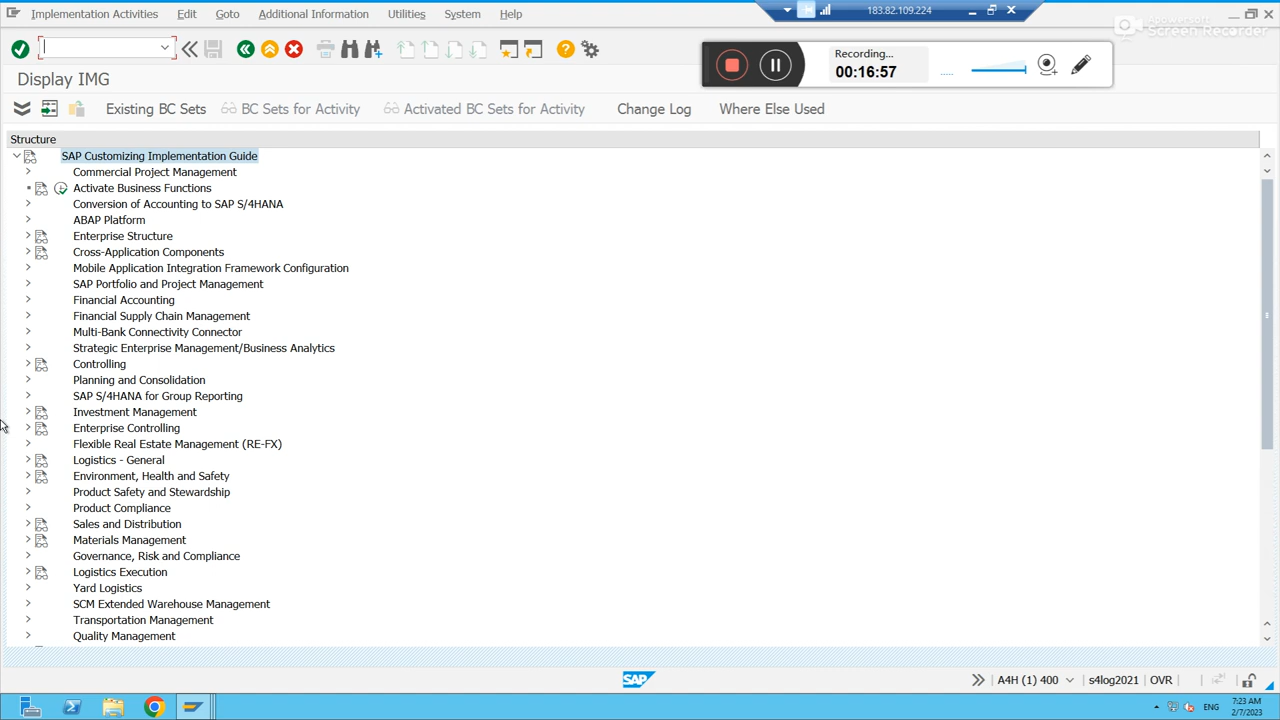 Implementation Activities Edit Goto Additional Information Utilities System Help
183.82.109.224
Apowersoft
Screen Recorder
Recording...
00:16:57
Display IMG
Existing BC Sets BC Sets for Activity Activated BC Sets for Activity Change Log Where Else Used
Structure
SAP Customizing Implementation Guide
Commercial Project Management
Activate Business Functions
Conversion of Accounting to SAP S/4HANA
ABAP Platform
Enterprise Structure
Cross-Application Components
Mobile Application Integration Framework Configuration
SAP Portfolio and Project Management
Financial Accounting
Financial Supply Chain Management
Multi-Bank Connectivity Connector
Strategic Enterprise Management/Business Analytics
Controlling
Planning and Consolidation
SAP S/4HANA for Group Reporting
Investment Management
Enterprise Controlling
Flexible Real Estate Management (RE-FX)
Logistics - General
Environment, Health and Safety
Product Safety and Stewardship
Product Compliance
Sales and Distribution
Materials Management
Governance, Risk and Compliance
Logistics Execution
Yard Logistics
SCM Extended Warehouse Management
Transportation Management
Quality Management
SAP A4H (1) 400 s4log2021 OVR
ENG 7:23 AM
2/7/2023